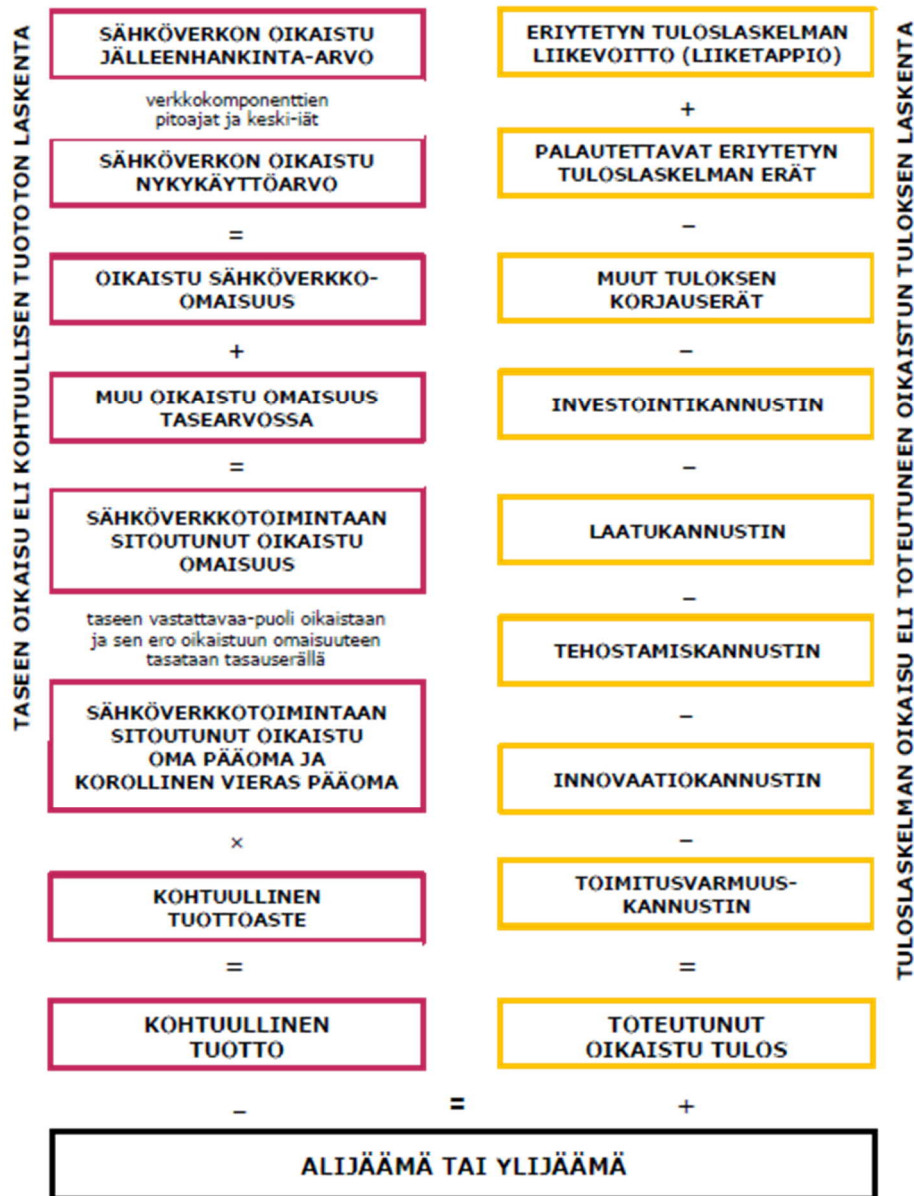 TASEEN OIKAISU ELI KOHTUULLISEN TUOTOTON LASKENTA
SÄHKÖVERKON OIKAISTU
JÄLLEENHANKINTA-ARVO
verkkokomponenttien
pitoajat ja keski-iät
SÄHKÖVERKON OIKAISTU
NYKYKÄYTTÖARVO
=
OIKAISTU SÄHKÖVERKKO-
OMAISUUS
+
MUU OIKAISTU OMAISUUS
TASEARVOSSA
=
SÄHKÖVERKKOTOIMINTAAN
SITOUTUNUT OIKAISTU
OMAISUUS
taseen vastattavaa-puoli oikaistaan
ja sen ero oikaistuun omaisuuteen
tasataan tasauserällä
SÄHKÖVERKKOTOIMINTAAN
SITOUTUNUT OIKAISTU
OMA PÄÄOMA JA
KOROLLINEN VIERAS PÄÄOMA
×
KOHTUULLINEN
TUOTTOASTE
=
KOHTUULLINEN
TUOTTO
ERIYTETYN TULOSLASKELMAN
LIIKEVOITTO (LIIKETAPPIO)
+
PALAUTETTAVAT ERIYTETYN
TULOSLASKELMAN ERÄT
–
MUUT TULOKSEN
KORJAUSERÄT
–
INVESTOINTIKANNUSTIN
–
LAATUKANNUSTIN
–
TEHOSTAMISKANNUSTIN
–
INNOVAATIOKANNUSTIN
–
TOIMITUSVARMUUS-
KANNUSTIN
=
TOTEUTUNUT
OIKAISTU TULOS
TULOSLASKELMAN OIKAISU ELI TOTEUTUNEEN OIKAISTUN TULOKSEN LASKENTA
– = +
ALIJÄÄMÄ TAI YLIJÄÄMÄ